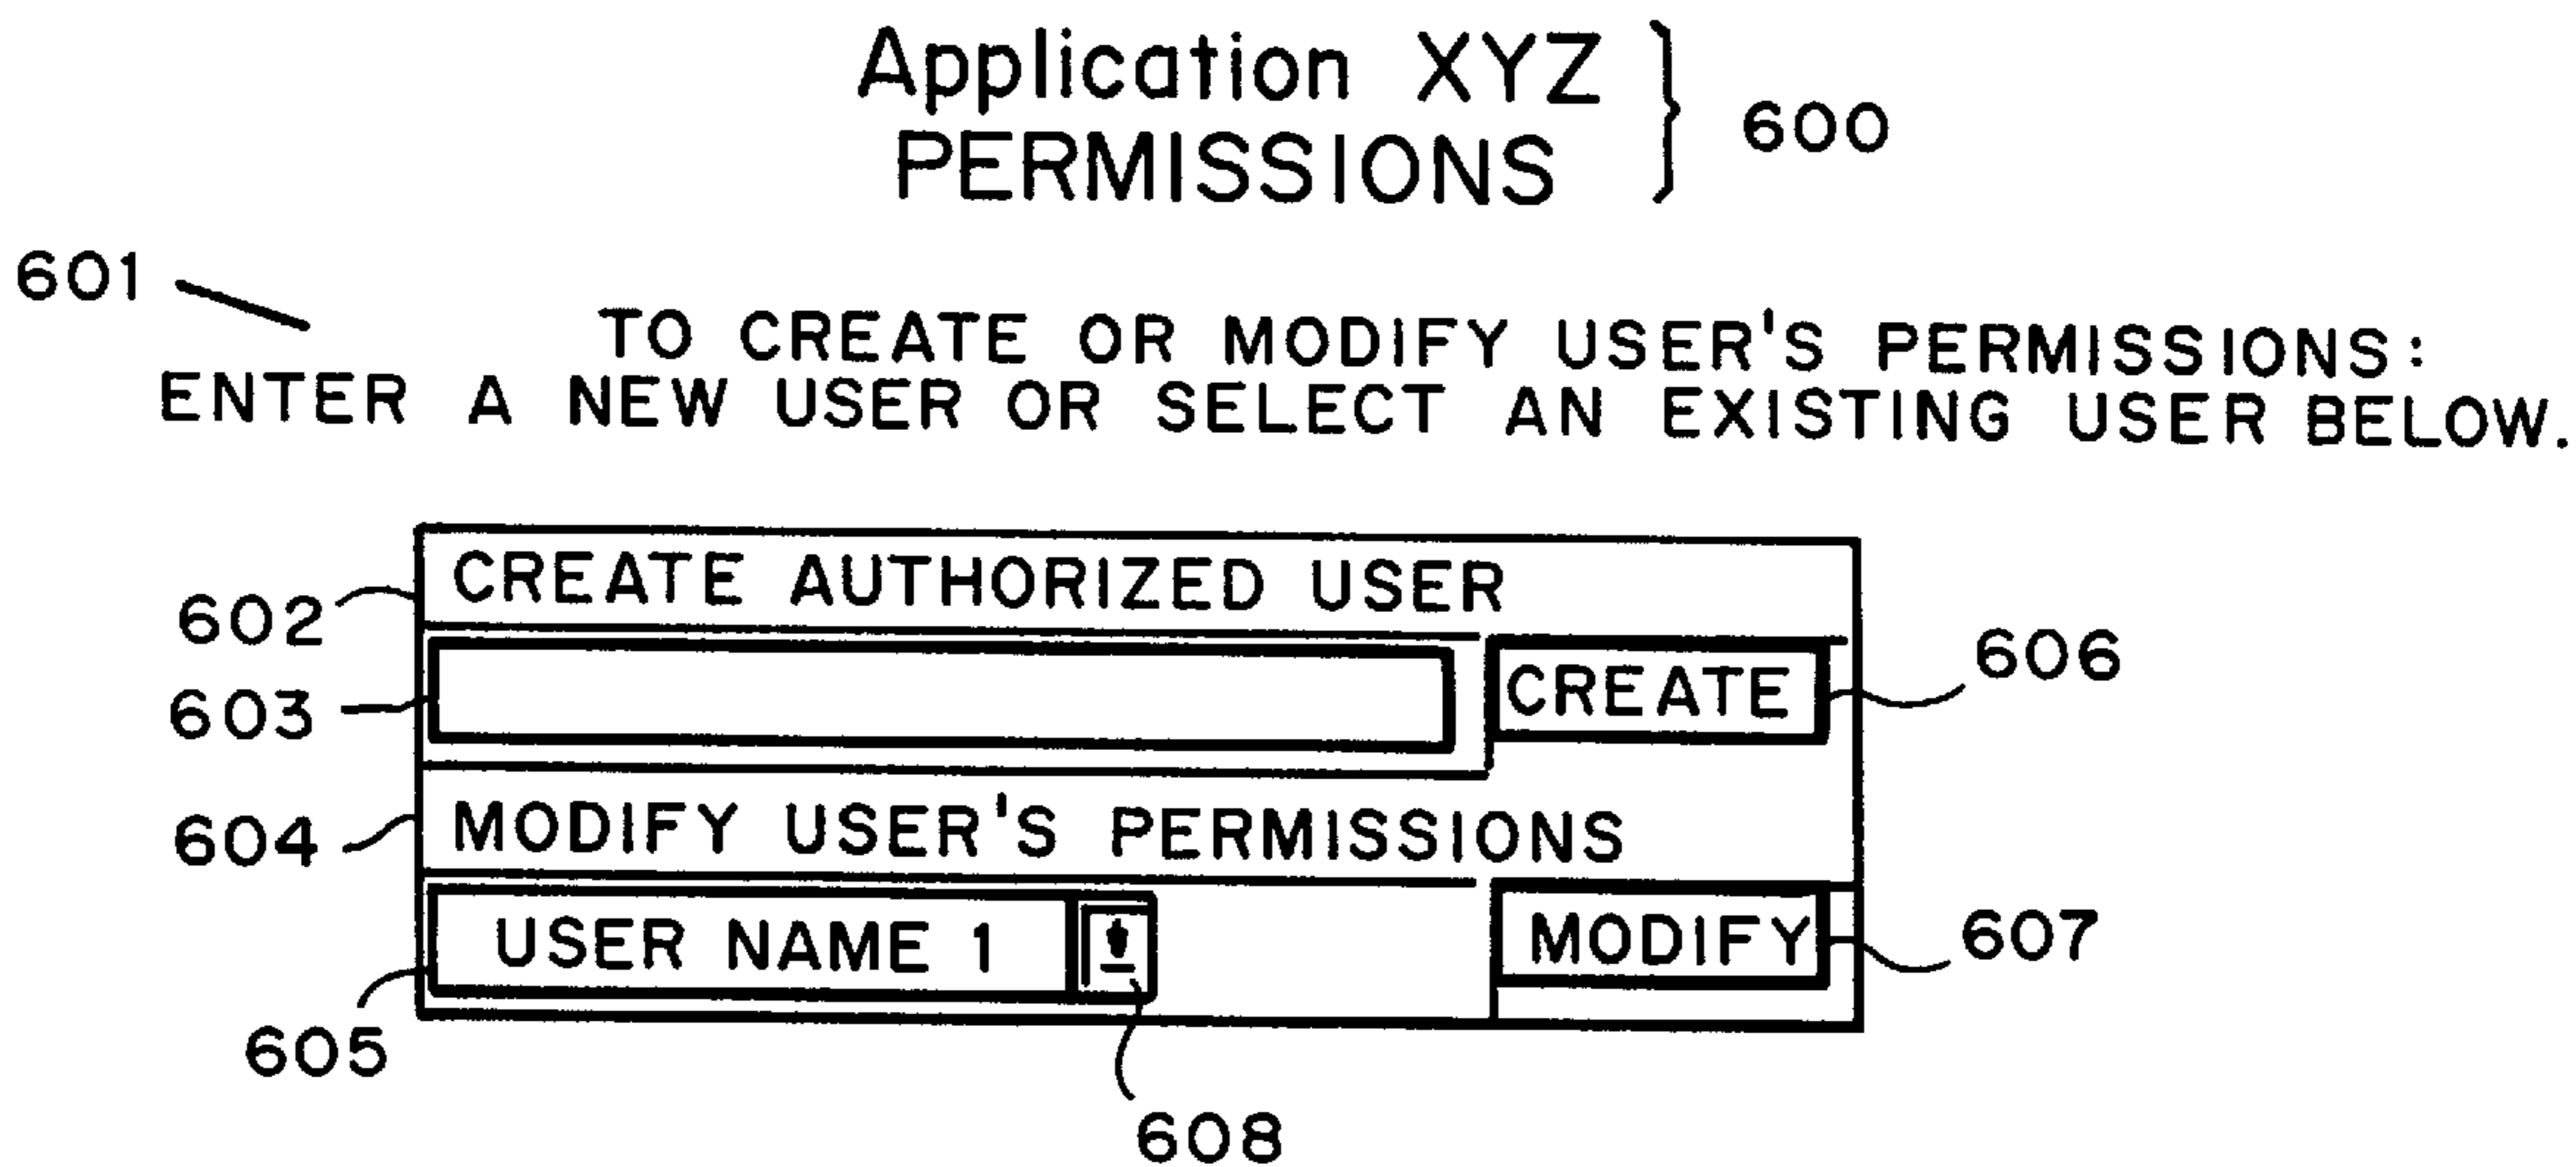 Application XYZ
PERMISSIONS
600
601
TO CREATE OR MODIFY USER'S PERMISSIONS:
ENTER A NEW USER OR SELECT AN EXISTING USER BELOW.
602
CREATE AUTHORIZED USER
603
CREATE
606
604
MODIFY USER'S PERMISSIONS
605
USER NAME 1
MODIFY
607
608